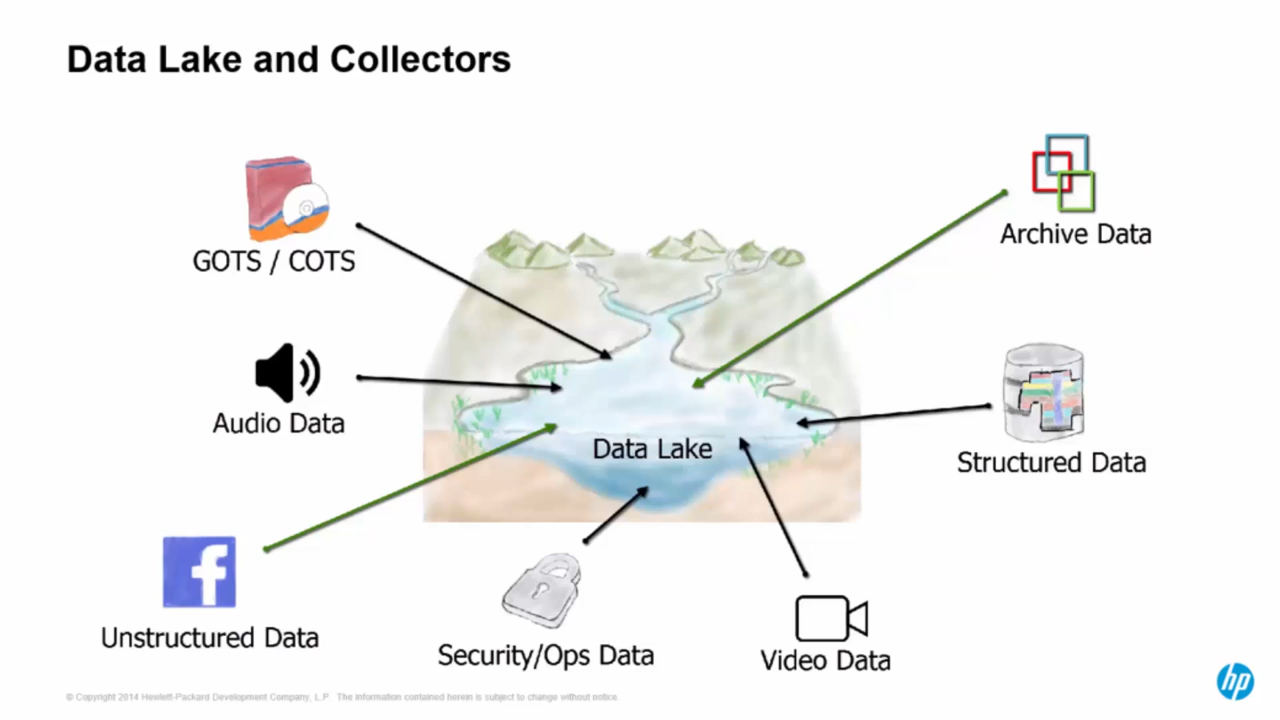 Data Lake and Collectors
GOTS / COTS
Archive Data
Audio Data
Data Lake
Structured Data
Unstructured Data
Security/Ops Data
Video Data
© Copyright 2014 Hewlett-Packard Development Company, L.P. The information contained herein is subject to change without notice.
hp